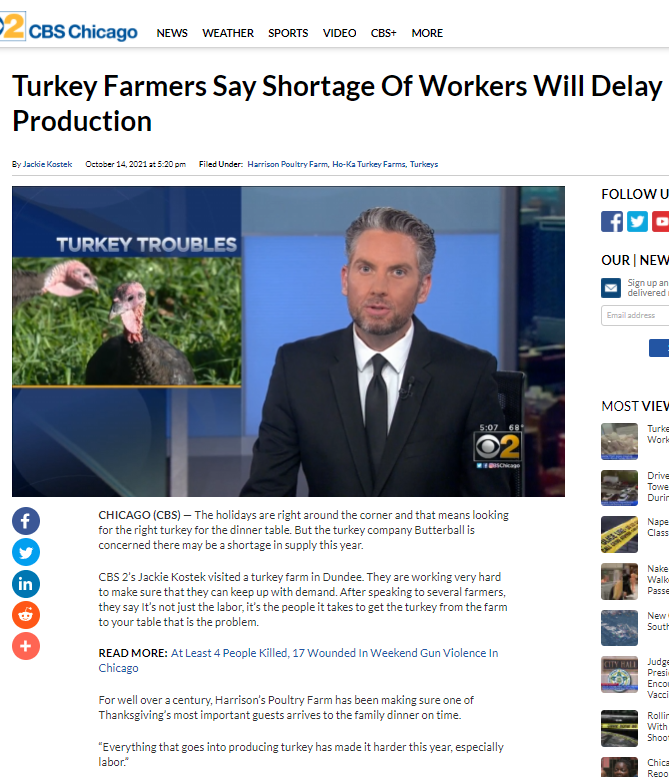 2 CBS Chicago NEWS WEATHER SPORTS VIDEO CBS+ MORE
Turkey Farmers Say Shortage Of Workers Will Delay
Production
By Jackie Kostek October 14, 2021 at 5:20 pm Filed Under: Harrison Poultry Farm, Ho-Ka Turkey Farms, Turkeys
TURKEY TROUBLES
5:07 68°
2
@CBSChicago
CHICAGO (CBS) — The holidays are right around the corner and that means looking
for the right turkey for the dinner table. But the turkey company Butterball is
concerned there may be a shortage in supply this year.
CBS 2's Jackie Kostek visited a turkey farm in Dundee. They are working very hard
to make sure that they can keep up with demand. After speaking to several farmers,
they say It's not just the labor, it's the people it takes to get the turkey from the farm
to your table that is the problem.
READ MORE: At Least 4 People Killed, 17 Wounded In Weekend Gun Violence In
Chicago
For well over a century, Harrison's Poultry Farm has been making sure one of
Thanksgiving's most important guests arrives to the family dinner on time.
“Everything that goes into producing turkey has made it harder this year, especially
labor.”
FOLLOW U
OUR | NEW
Sign up an
delivered
Email address
MOST VIEW
Turke
Work
Drive
Towe
Durin
Nape
Class
Nake
Walk
Passe
New
South
CITY HALL
Judge
Presi
Enco
Vacci
Rollin
With
Shoo
Chica
Repo